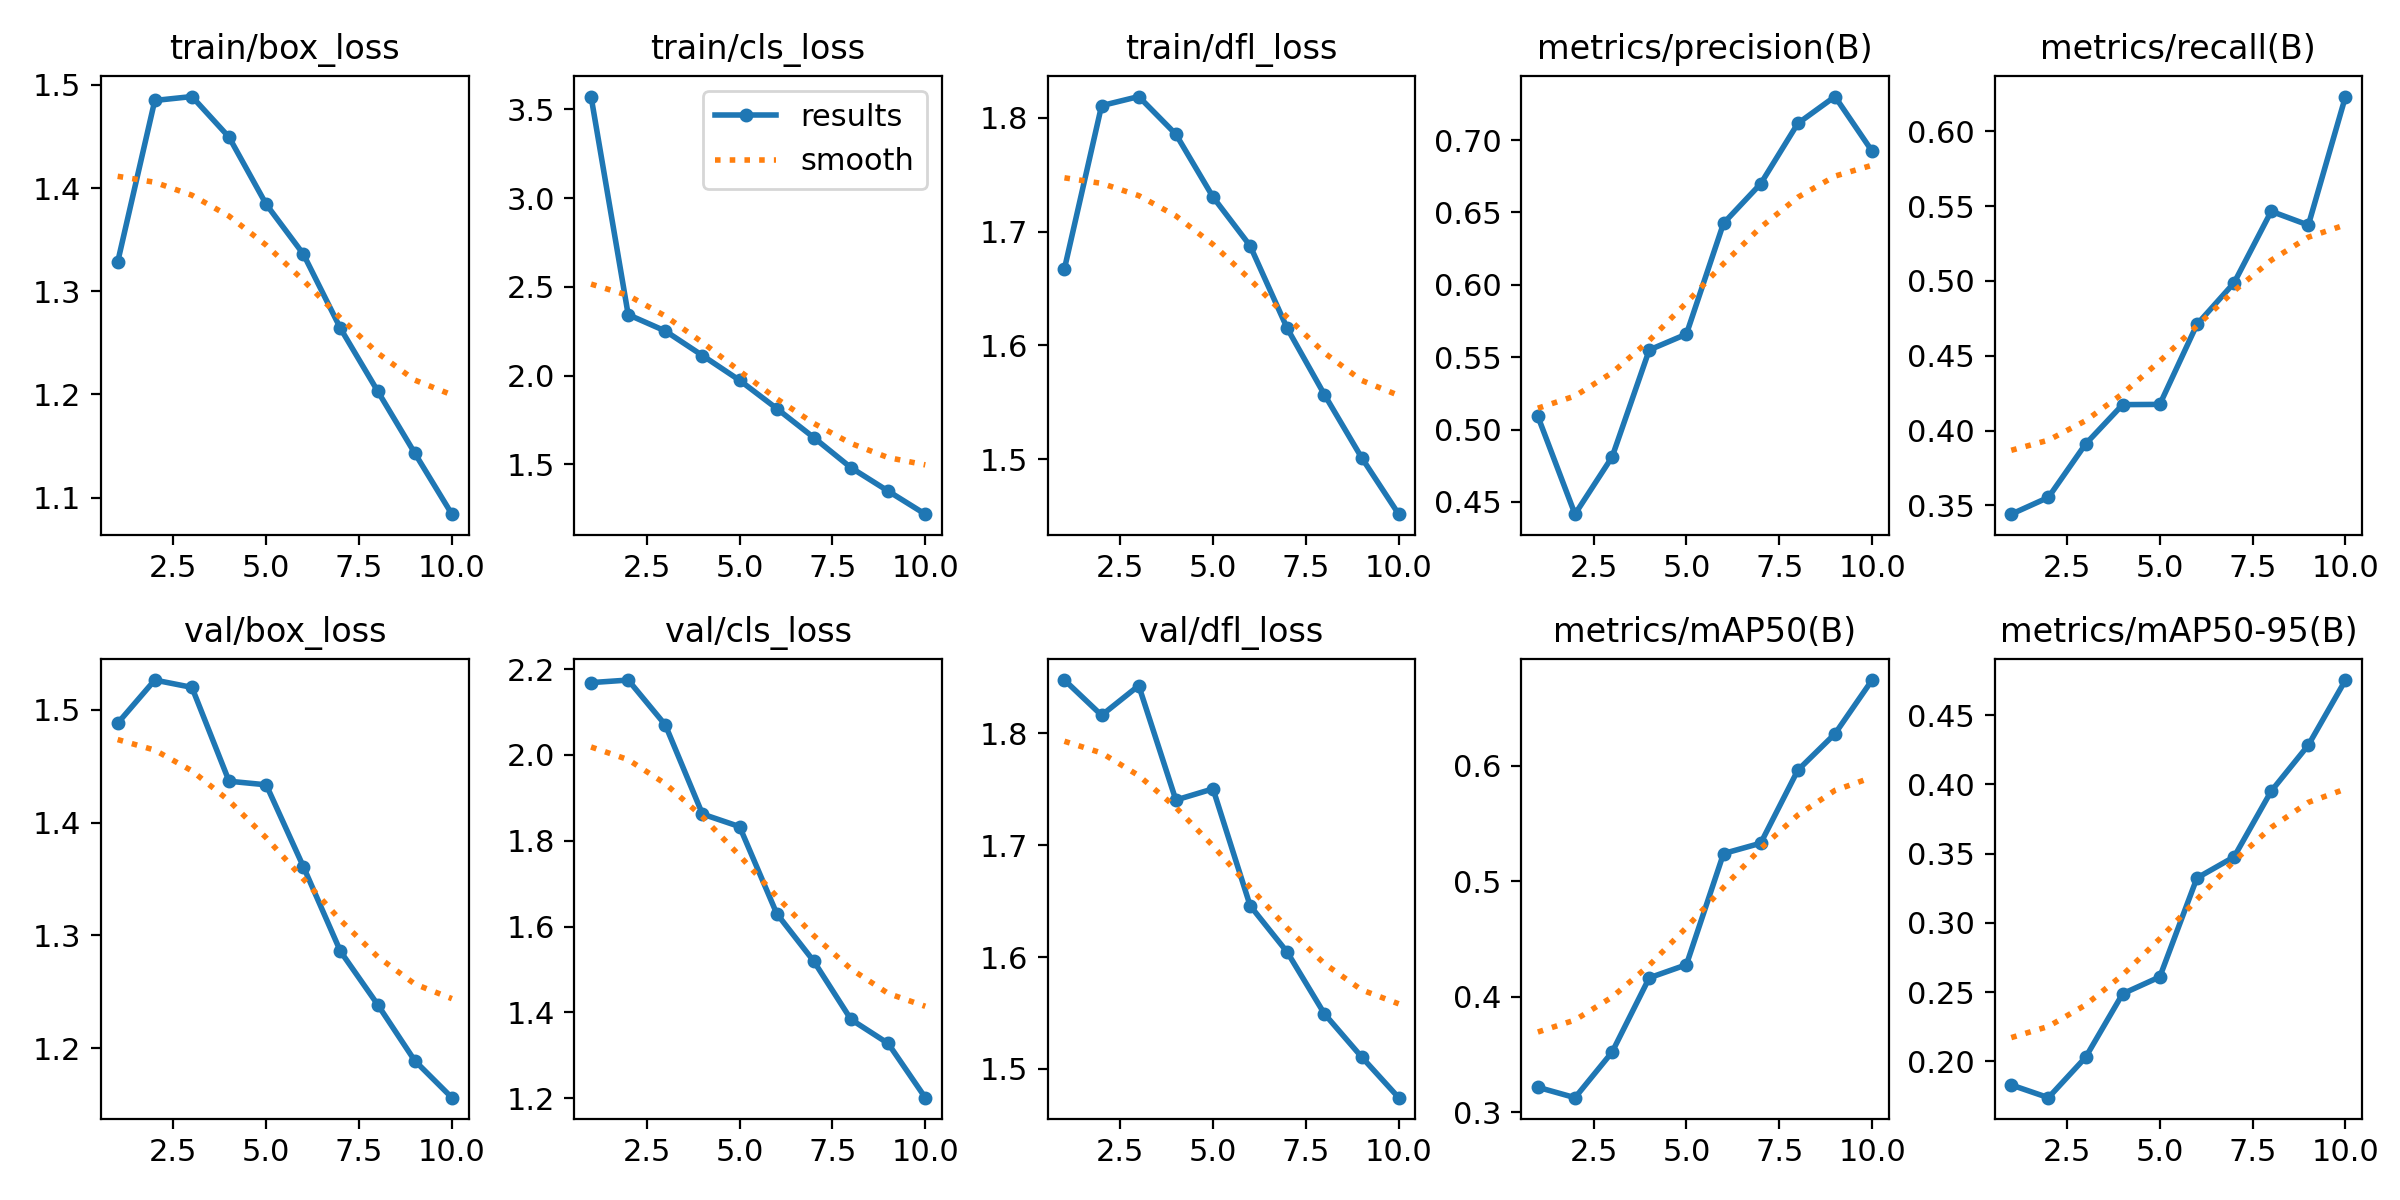 train/box_loss
1.5
1.4
1.3
1.2
1.1
2.5 5.0 7.5 10.0
train/cls_loss
results
smooth
3.5
3.0
2.5
2.0
1.5
2.5 5.0 7.5 10.0
train/dfl_loss
1.8
1.7
1.6
1.5
2.5 5.0 7.5 10.0
metrics/precision(B)
0.70
0.65
0.60
0.55
0.50
0.45
2.5 5.0 7.5 10.0
metrics/recall(B)
0.60
0.55
0.50
0.45
0.40
0.35
2.5 5.0 7.5 10.0
val/box_loss
1.5
1.4
1.3
1.2
2.5 5.0 7.5 10.0
val/cls_loss
2.2
2.0
1.8
1.6
1.4
1.2
2.5 5.0 7.5 10.0
val/dfl_loss
1.8
1.7
1.6
1.5
2.5 5.0 7.5 10.0
metrics/mAP50(B)
0.6
0.5
0.4
0.3
2.5 5.0 7.5 10.0
metrics/mAP50-95(B)
0.45
0.40
0.35
0.30
0.25
0.20
2.5 5.0 7.5 10.0